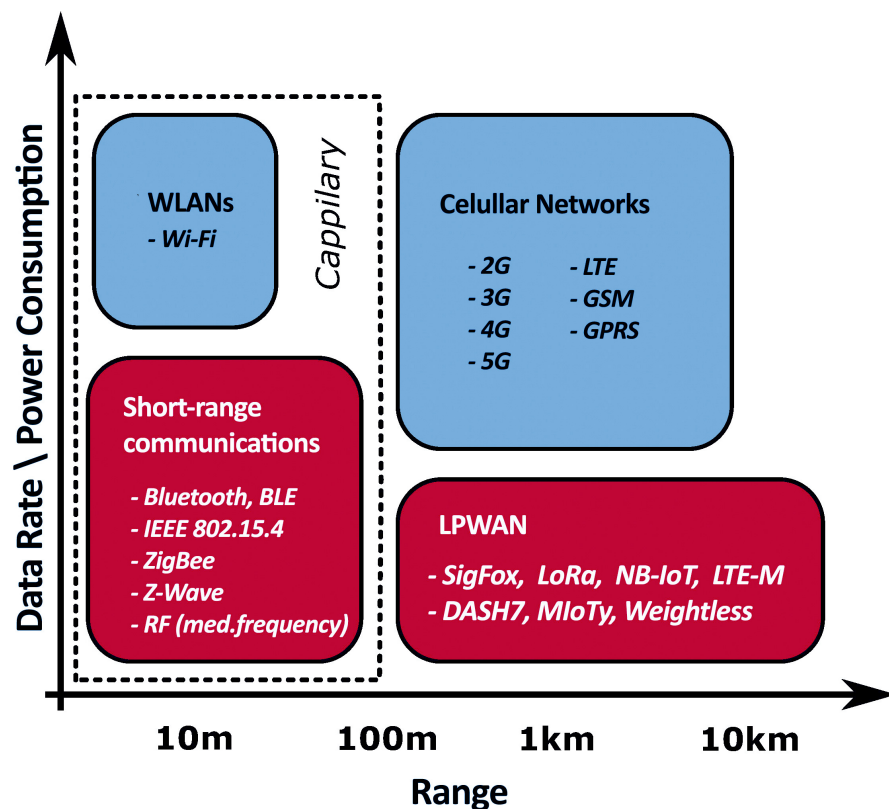 Data Rate \ Power Consumption
WLANs
- Wi-Fi
Cappilary
Celullar Networks
- 2G
- 3G
- 4G
- 5G
- LTE
- GSM
- GPRS
Short-range
communications
- Bluetooth, BLE
- IEEE 802.15.4
- ZigBee
- Z-Wave
- RF (med.frequency)
LPWAN
- SigFox, LoRa, NB-IoT, LTE-M
- DASH7, MIoTy, Weightless
10m 100m 1km 10km
Range